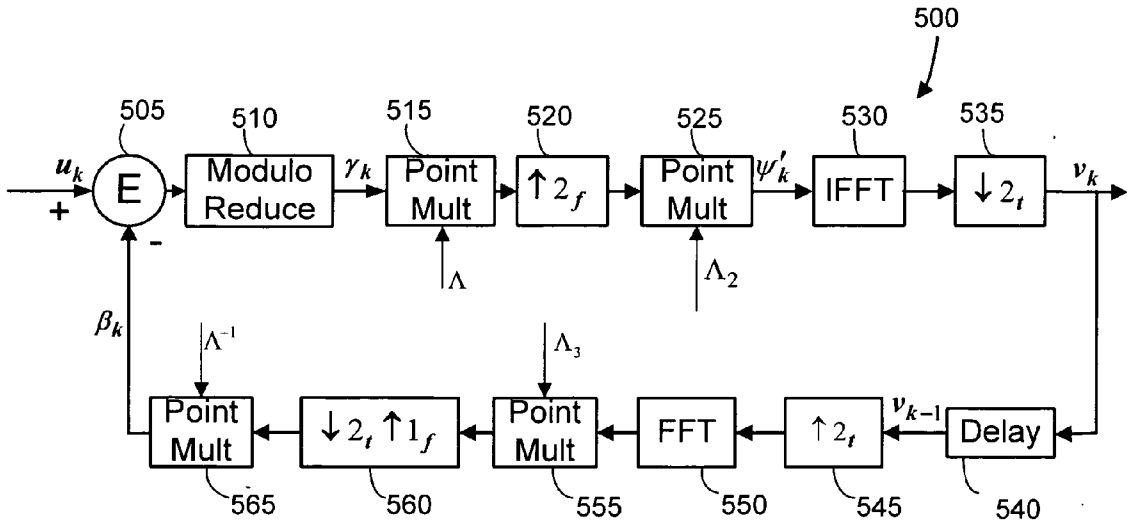 500
505
510
515
520
525
530
535
u_k
+
E
-
Modulo
Reduce
γ_k
Point
Mult
Λ
↑ 2_f
Point
Mult
Λ_2
ψ'_k
IFFT
↓ 2_t
v_k
β_k
Λ^{-1}
Point
Mult
↓ 2_t ↑ 1_f
Λ_3
Point
Mult
FFT
↑ 2_t
v_{k-1}
Delay
565
560
555
550
545
540